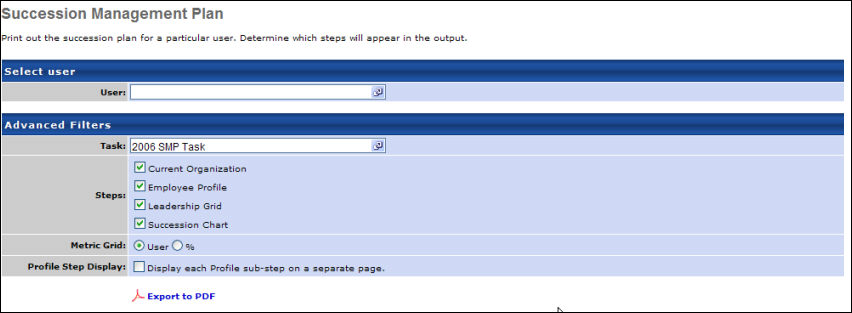 Succession Management Plan
Print out the succession plan for a particular user. Determine which steps will appear in the output.
Select user
User:
Advanced Filters
Task: 2006 SMP Task
Steps:
Current Organization
Employee Profile
Leadership Grid
Succession Chart
Metric Grid: User %
Profile Step Display: Display each Profile sub-step on a separate page.
Export to PDF